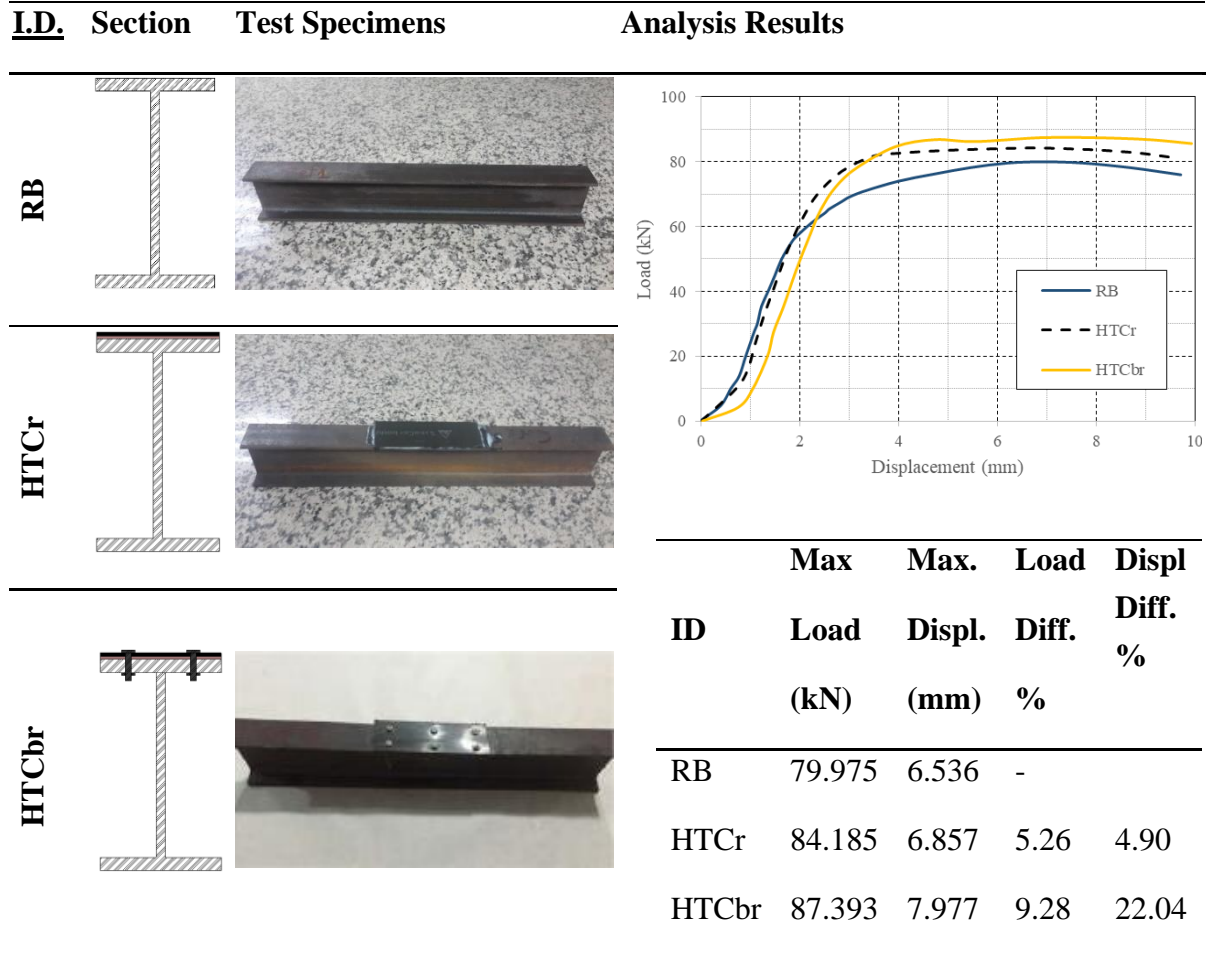 I.D. Section Test Specimens Analysis Results
RB
HTCr
HTCbr
100
80
60
40
20
0
Load (kN)
0 2 4 6 8 10
Displacement (mm)
RB
HTCr
HTCbr
ID Max Load (kN) Max. Displ. (mm) Load Diff. % Displ Diff. %
RB 79.975 6.536 -
HTCr 84.185 6.857 5.26 4.90
HTCbr 87.393 7.977 9.28 22.04